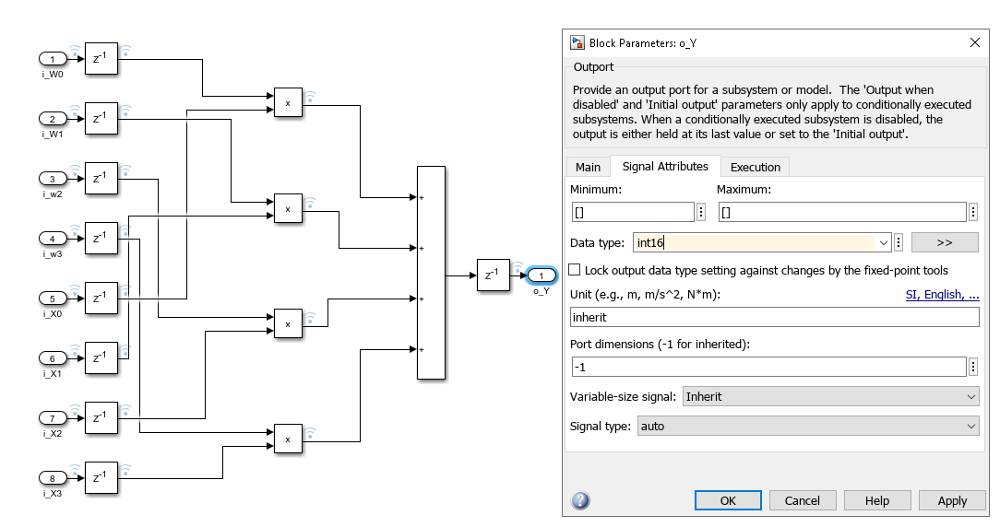 1
i_W0
z-1
2
i_W1
z-1
3
i_w2
z-1
4
i_w3
z-1
5
i_X0
z-1
6
i_X1
z-1
7
i_X2
z-1
8
i_X3
z-1
x
x
x
x
+
+
+
+
z-1
1
o_Y
Block Parameters: o_Y
Outport
Provide an output port for a subsystem or model. The 'Output when
disabled' and 'Initial output' parameters only apply to conditionally executed
subsystems. When a conditionally executed subsystem is disabled, the
output is either held at its last value or set to the 'Initial output'.
Main Signal Attributes Execution
Minimum: Maximum:
[] []
Data type: int16 >>
Lock output data type setting against changes by the fixed-point tools
Unit (e.g., m, m/s^2, N*m): SI, English, ...
inherit
Port dimensions (-1 for inherited):
-1
Variable-size signal: Inherit
Signal type: auto
? OK Cancel Help Apply